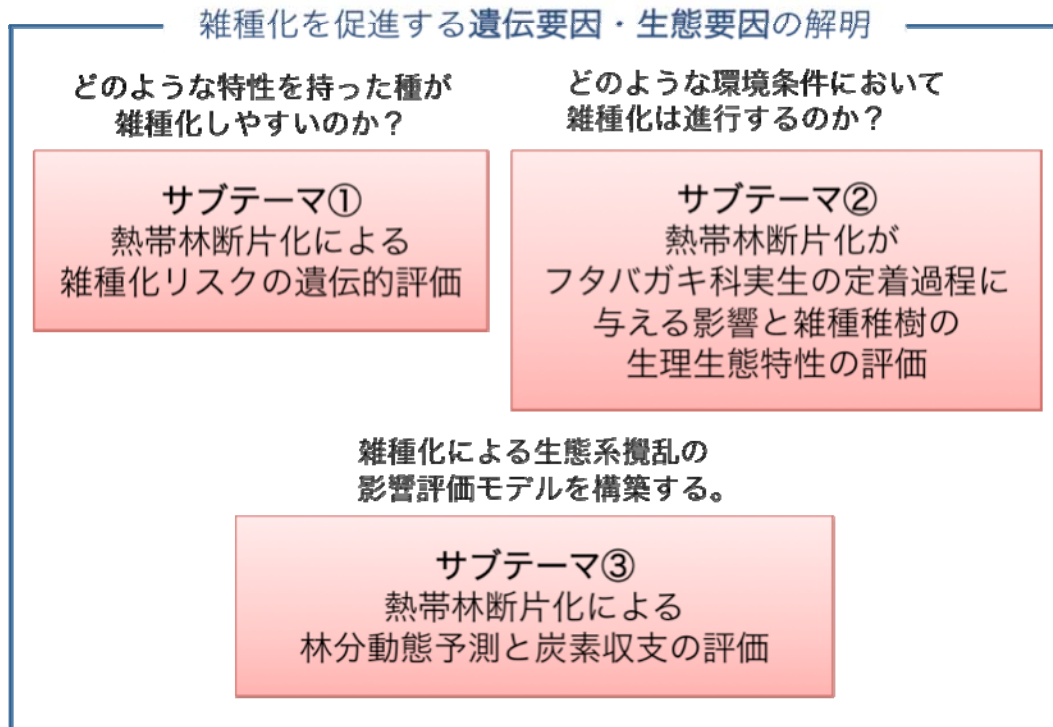 雑種化を促進する遺伝要因・生態要因の解明
どのような特性を持った種が
雑種化しやすいのか？
サブテーマ①
熱帯林断片化による
雑種化リスクの遺伝的評価
どのような環境条件において
雑種化は進行するのか？
サブテーマ②
熱帯林断片化が
フタバガキ科実生の定着過程に
与える影響と雑種稚樹の
生理生態特性の評価
雑種化による生態系攪乱の
影響評価モデルを構築する。
サブテーマ③
熱帯林断片化による
林分動態予測と炭素収支の評価